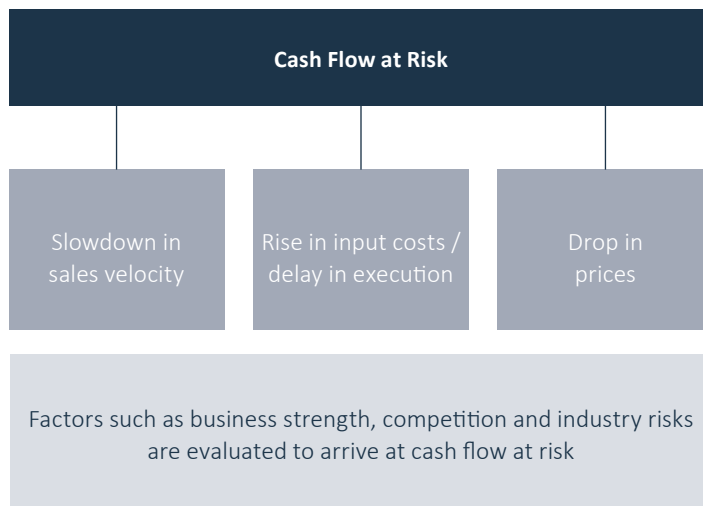 Cash Flow at Risk
Slowdown in
sales velocity
Rise in input costs /
delay in execution
Drop in
prices
Factors such as business strength, competition and industry risks
are evaluated to arrive at cash flow at risk